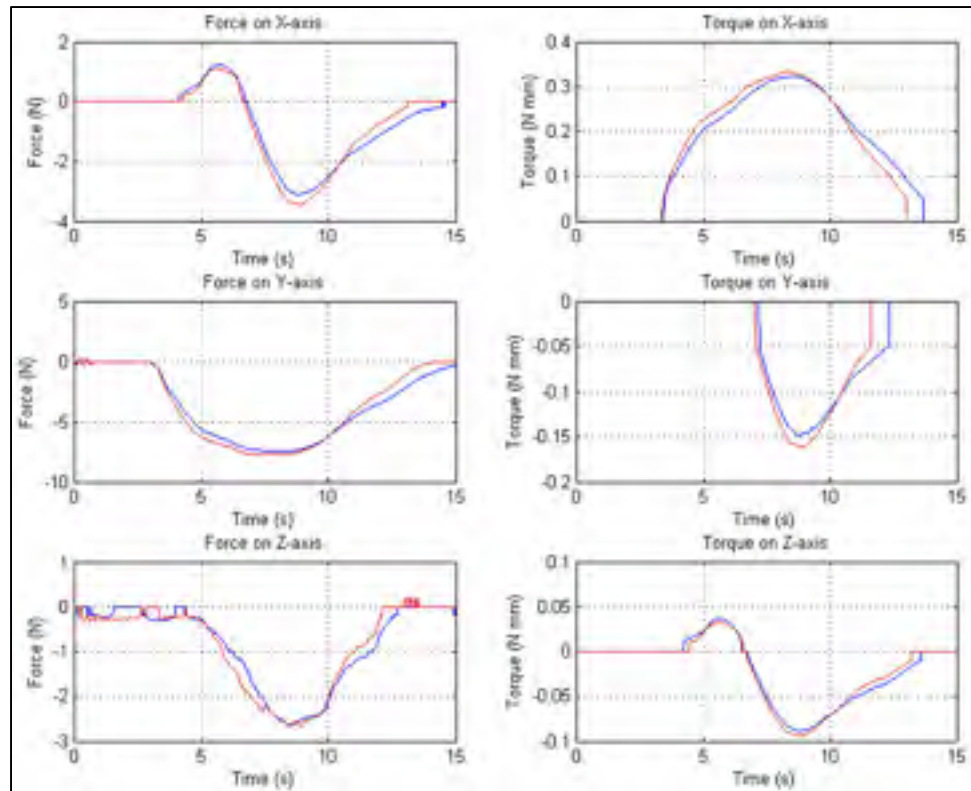 Force on X-axis
Force (N)
2
0
-2
-4
0 5 10 15
Time (s)
Torque on X-axis
Torque (N mm)
0.4
0.3
0.2
0.1
0
0 5 10 15
Time (s)
Force on Y-axis
Force (N)
5
0
-5
-10
0 5 10 15
Time (s)
Torque on Y-axis
Torque (N mm)
0
-0.05
-0.1
-0.15
-0.2
0 5 10 15
Time (s)
Force on Z-axis
Force (N)
1
0
-1
-2
-3
0 5 10 15
Time (s)
Torque on Z-axis
Torque (N mm)
0.1
0.05
0
-0.05
-0.1
0 5 10 15
Time (s)